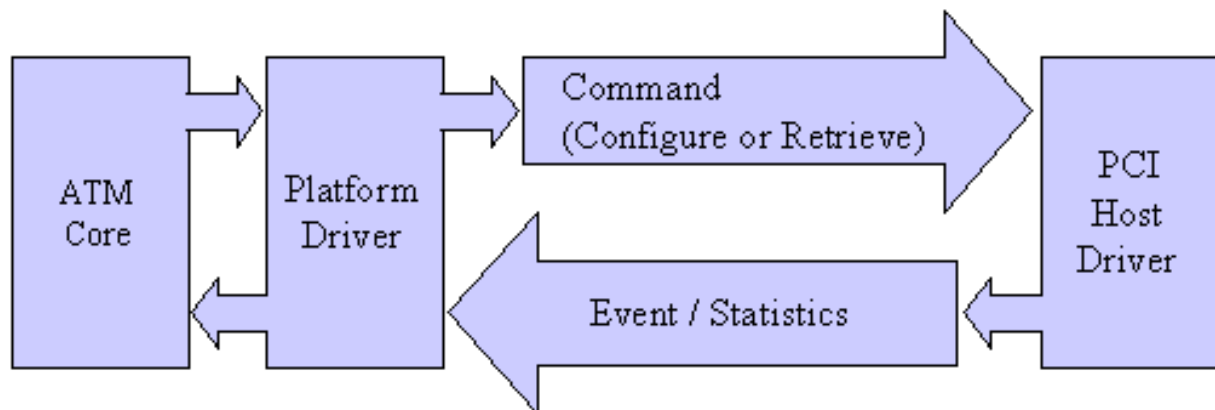 ATM
Core
Platform
Driver
Command
(Configure or Retrieve)
Event / Statistics
PCI
Host
Driver